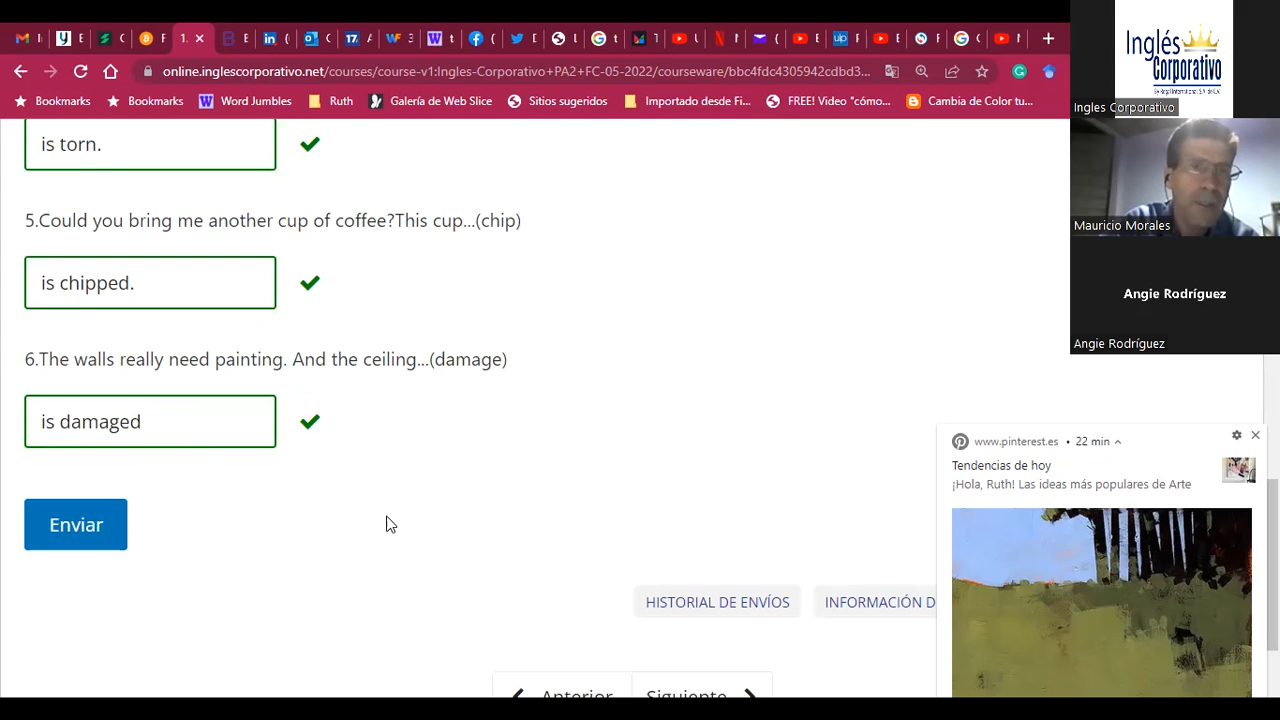 online.inglescorporativo.net/courses/course-v1:Ingles-Corporativo+PA2+FC-05-2022/courseware/bbc4fdc4305942cdbd3...
Bookmarks Bookmarks Word Jumbles Ruth Galería de Web Slice Sitios sugeridos Importado desde Fi... FREE! Video "cómo... Cambia de Color tu...
Inglés
Corporativo
Ingles Corporativo
is torn.
5.Could you bring me another cup of coffee?This cup...(chip)
is chipped.
6.The walls really need painting. And the ceiling...(damage)
is damaged
Enviar
HISTORIAL DE ENVÍOS
INFORMACIÓN D
Anterior
Siguiente
Mauricio Morales
Angie Rodríguez
Angie Rodríguez
www.pinterest.es • 22 min
Tendencias de hoy
¡Hola, Ruth! Las ideas más populares de Arte